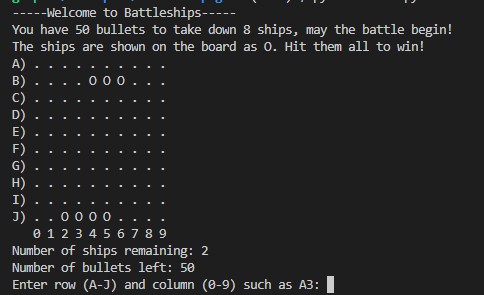 -----Welcome to Battleships-----
You have 50 bullets to take down 8 ships, may the battle begin!
The ships are shown on the board as O. Hit them all to win!
A) . . . . . . . . . .
B) . . . . O O O . . .
C) . . . . . . . . . .
D) . . . . . . . . . .
E) . . . . . . . . . .
F) . . . . . . . . . .
G) . . . . . . . . . .
H) . . . . . . . . . .
I) . . . . . . . . . .
J) . . O O O O . . . .
0 1 2 3 4 5 6 7 8 9
Number of ships remaining: 2
Number of bullets left: 50
Enter row (A-J) and column (0-9) such as A3: